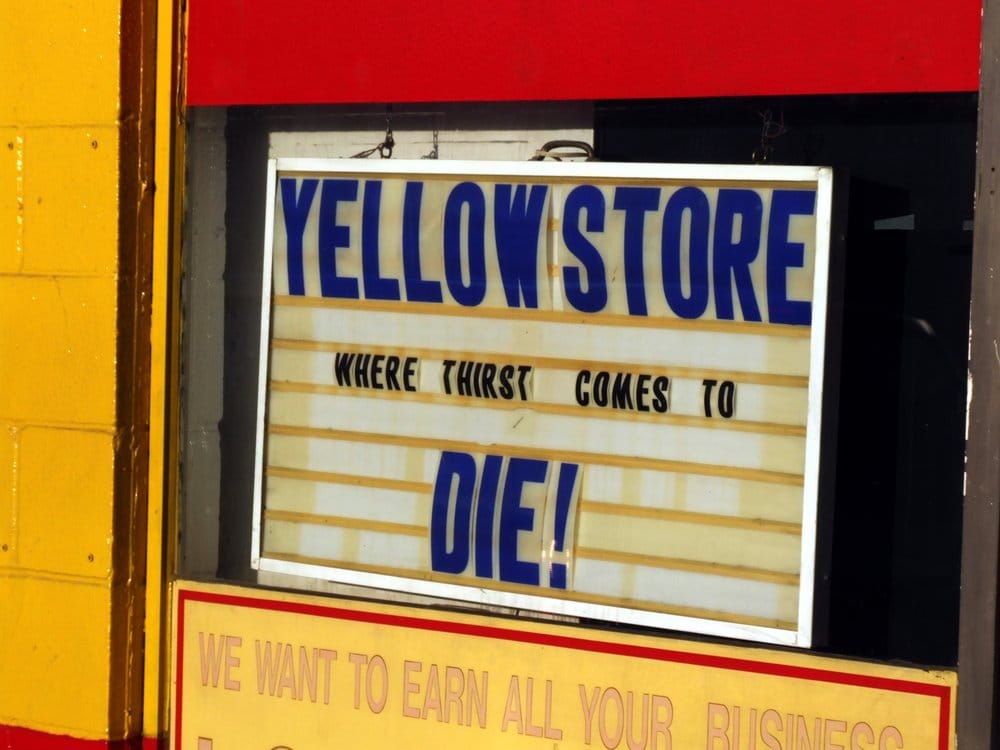 YELLOW STORE
WHERE THIRST COMES TO
DIE!
WE WANT TO EARN ALL YOUR BUSINESS